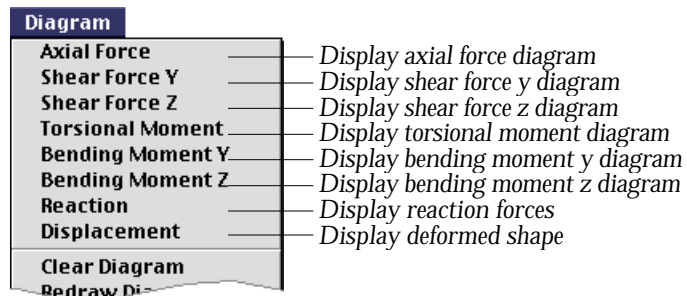 Diagram
Axial Force Display axial force diagram
Shear Force Y Display shear force y diagram
Shear Force Z Display shear force z diagram
Torsional Moment Display torsional moment diagram
Bending Moment Y Display bending moment y diagram
Bending Moment Z Display bending moment z diagram
Reaction Display reaction forces
Displacement Display deformed shape
Clear Diagram
Redraw